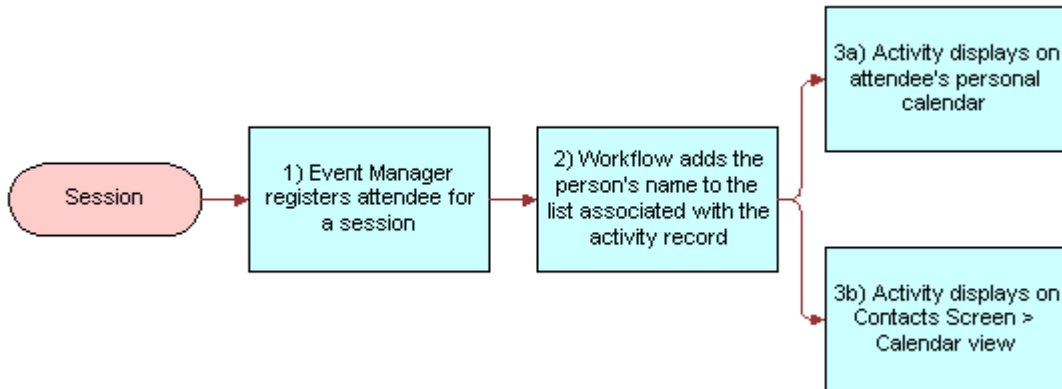 Session
1) Event Manager
registers attendee for
a session
2) Workflow adds the
person's name to the
list associated with the
activity record
3a) Activity displays on
attendee's personal
calendar
3b) Activity displays on
Contacts Screen >
Calendar view